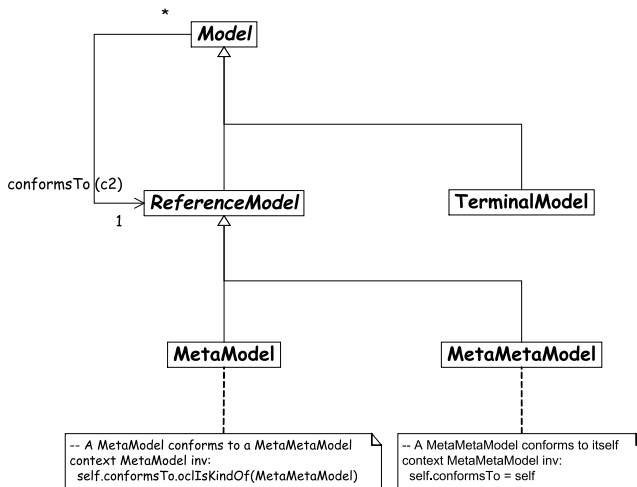 *
Model
conformsTo (c2)
1
ReferenceModel
TerminalModel
MetaModel
MetaMetaModel
-- A MetaModel conforms to a MetaMetaModel
context MetaModel inv:
self.conformsTo.oclIsKindOf(MetaMetaModel)
-- A MetaMetaModel conforms to itself
context MetaMetaModel inv:
self.conformsTo = self